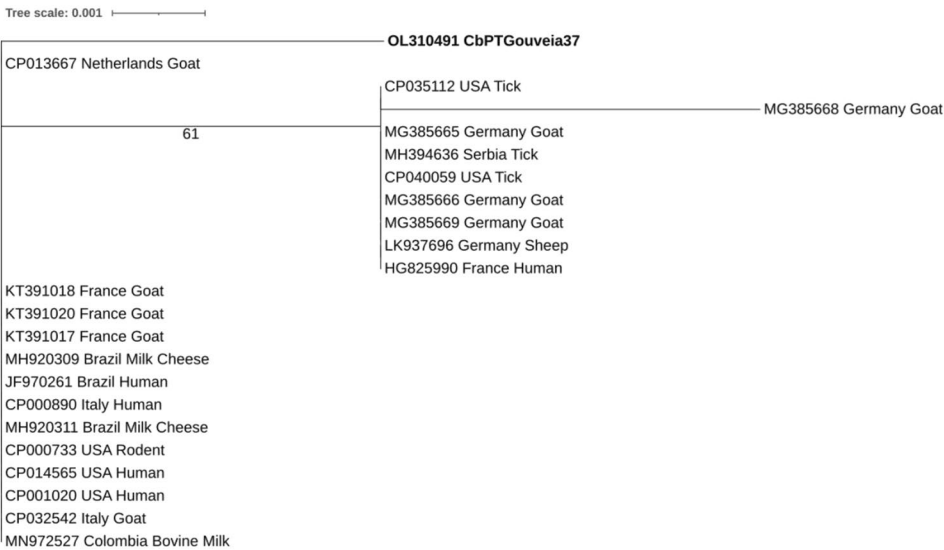 Tree scale: 0.001
OL310491 CbPTGouveia37
CP013667 Netherlands Goat
CP035112 USA Tick
MG385668 Germany Goat
61
MG385665 Germany Goat
MH394636 Serbia Tick
CP040059 USA Tick
MG385666 Germany Goat
MG385669 Germany Goat
LK937696 Germany Sheep
HG825990 France Human
KT391018 France Goat
KT391020 France Goat
KT391017 France Goat
MH920309 Brazil Milk Cheese
JF970261 Brazil Human
CP000890 Italy Human
MH920311 Brazil Milk Cheese
CP000733 USA Rodent
CP014565 USA Human
CP001020 USA Human
CP032542 Italy Goat
MN972527 Colombia Bovine Milk